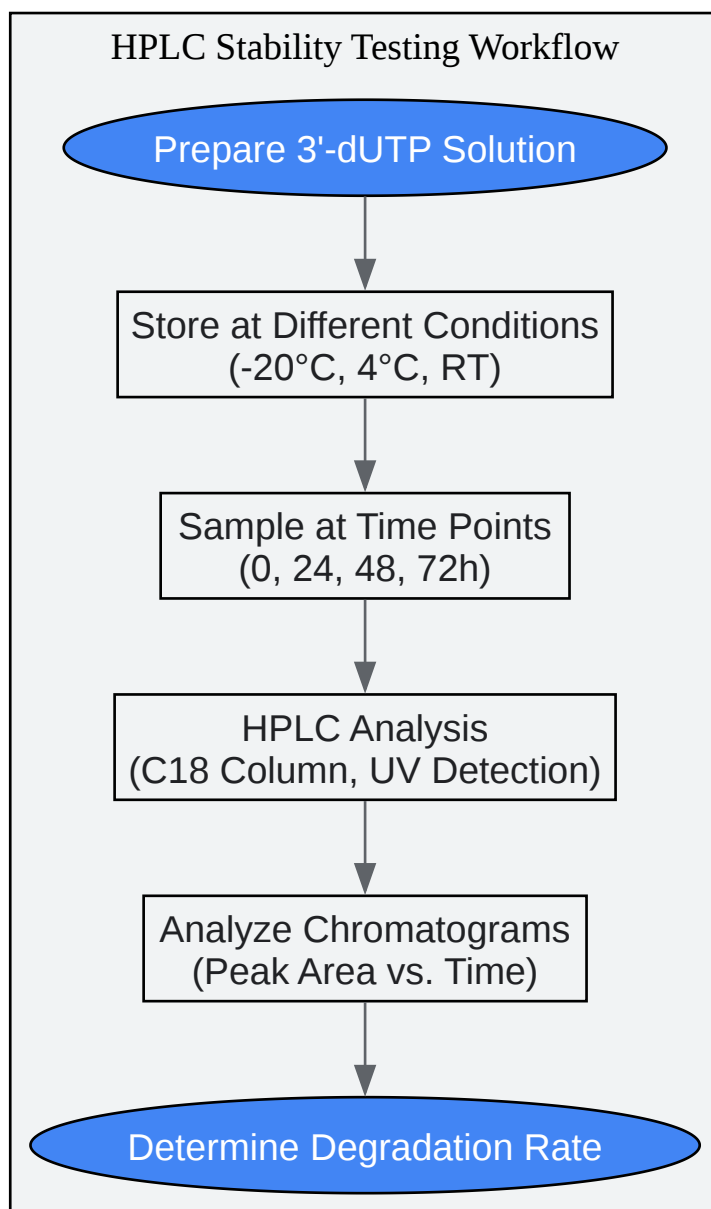 HPLC Stability Testing Workflow
Prepare 3'-dUTP Solution
Store at Different Conditions
(-20°C, 4°C, RT)
Sample at Time Points
(0, 24, 48, 72h)
HPLC Analysis
(C18 Column, UV Detection)
Analyze Chromatograms
(Peak Area vs. Time)
Determine Degradation Rate